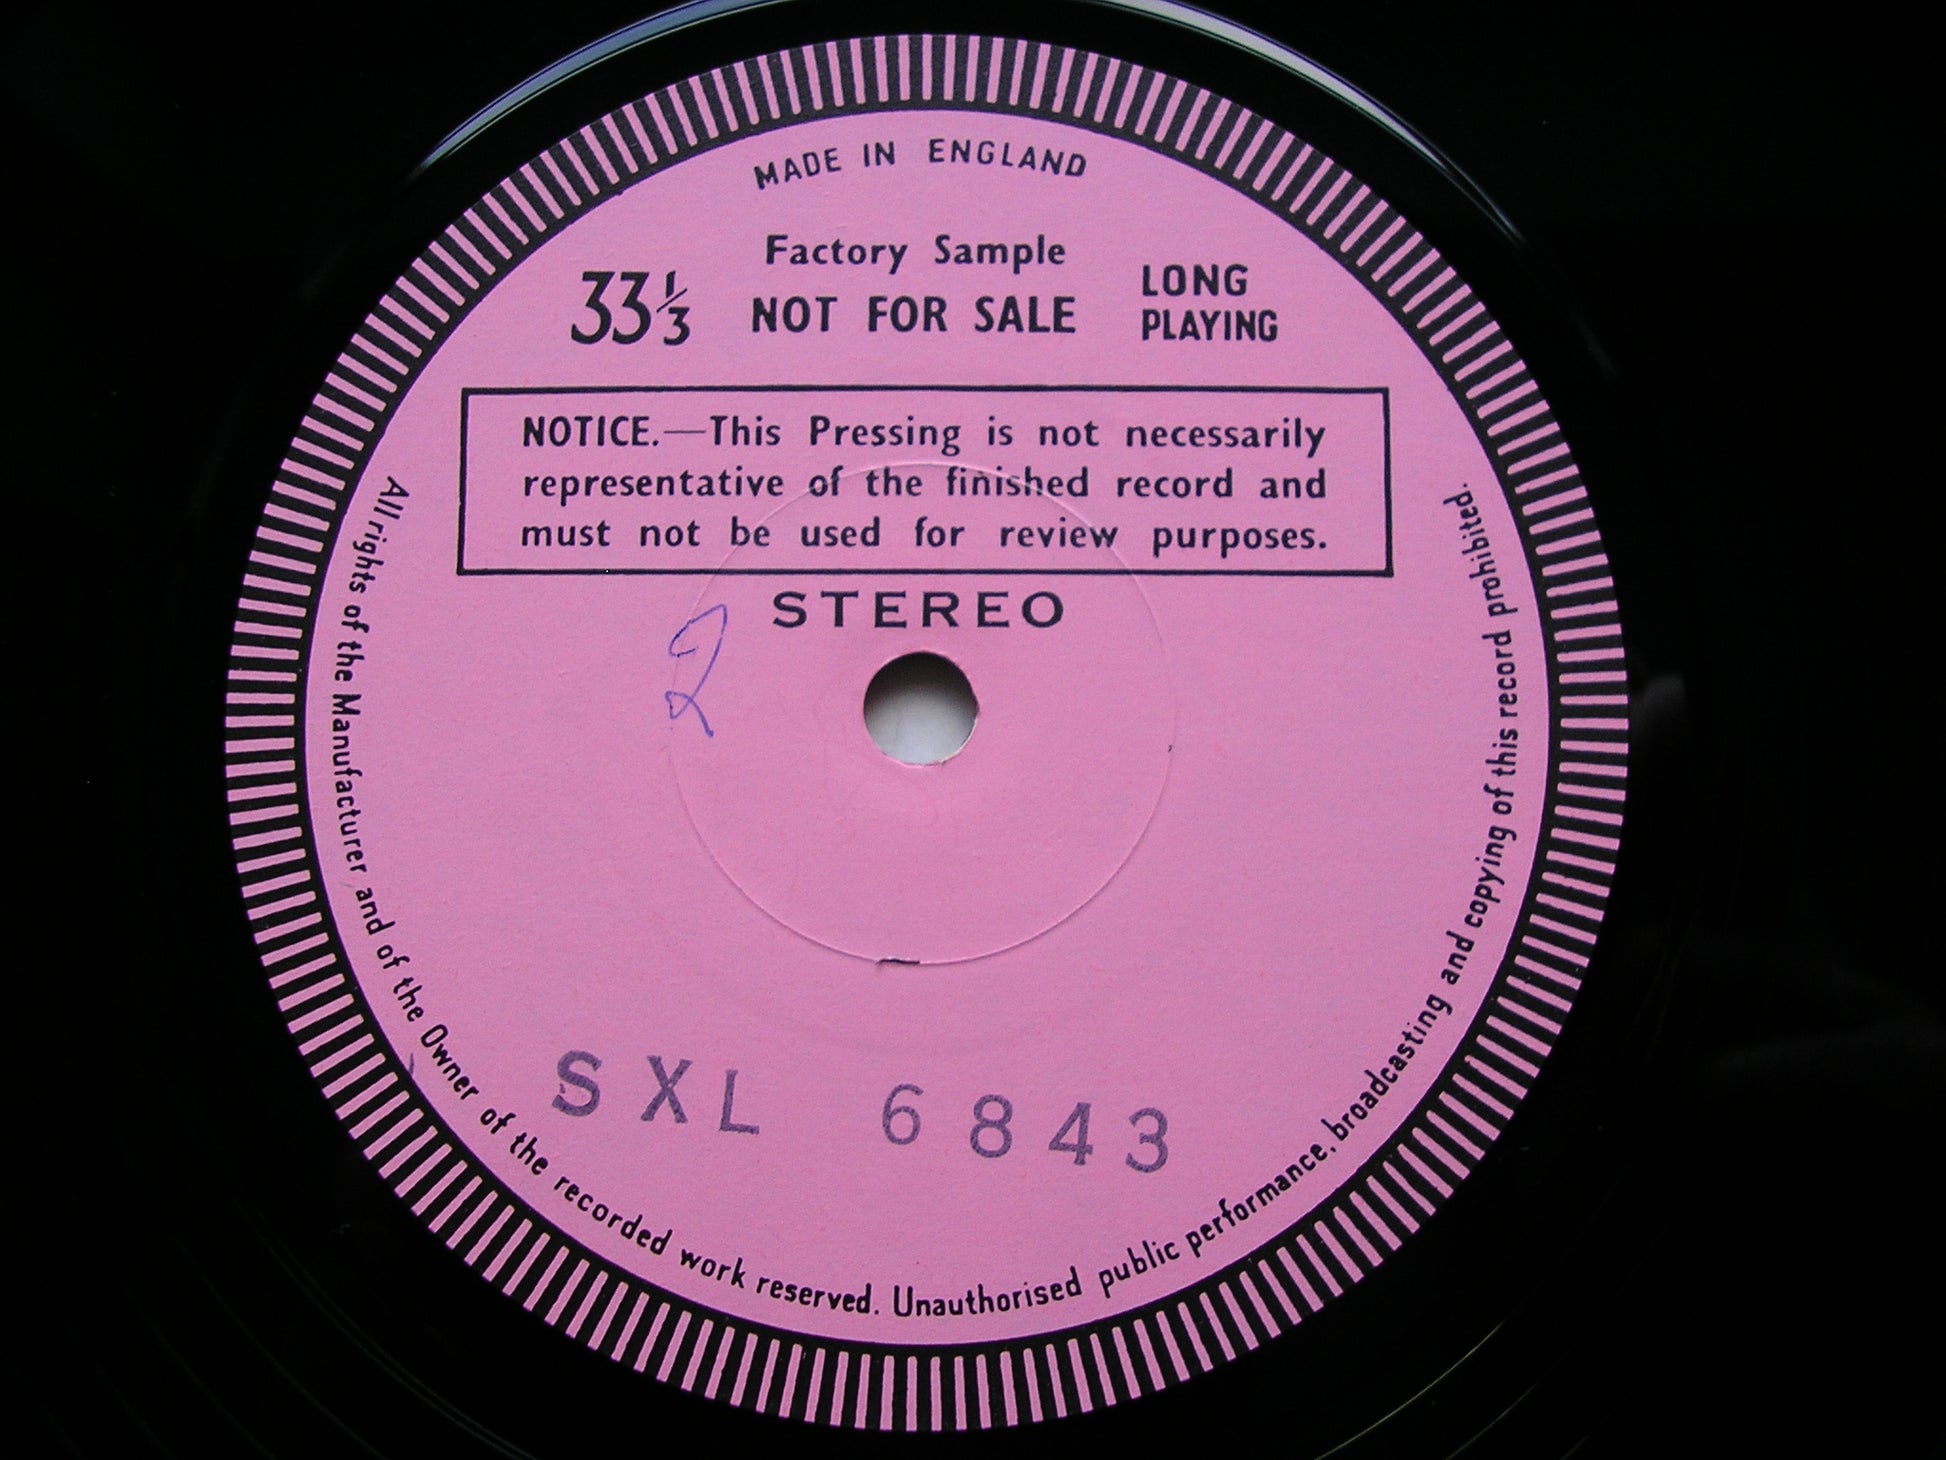 MADE IN ENGLAND
Factory Sample
33 1/3 NOT FOR SALE LONG PLAYING
NOTICE.—This Pressing is not necessarily
representative of the finished record and
must not be used for review purposes.
STEREO
2
SXL 6843
All rights of the Manufacturer and of the Owner of the recorded work reserved. Unauthorised public performance, broadcasting and copying of this record prohibited.